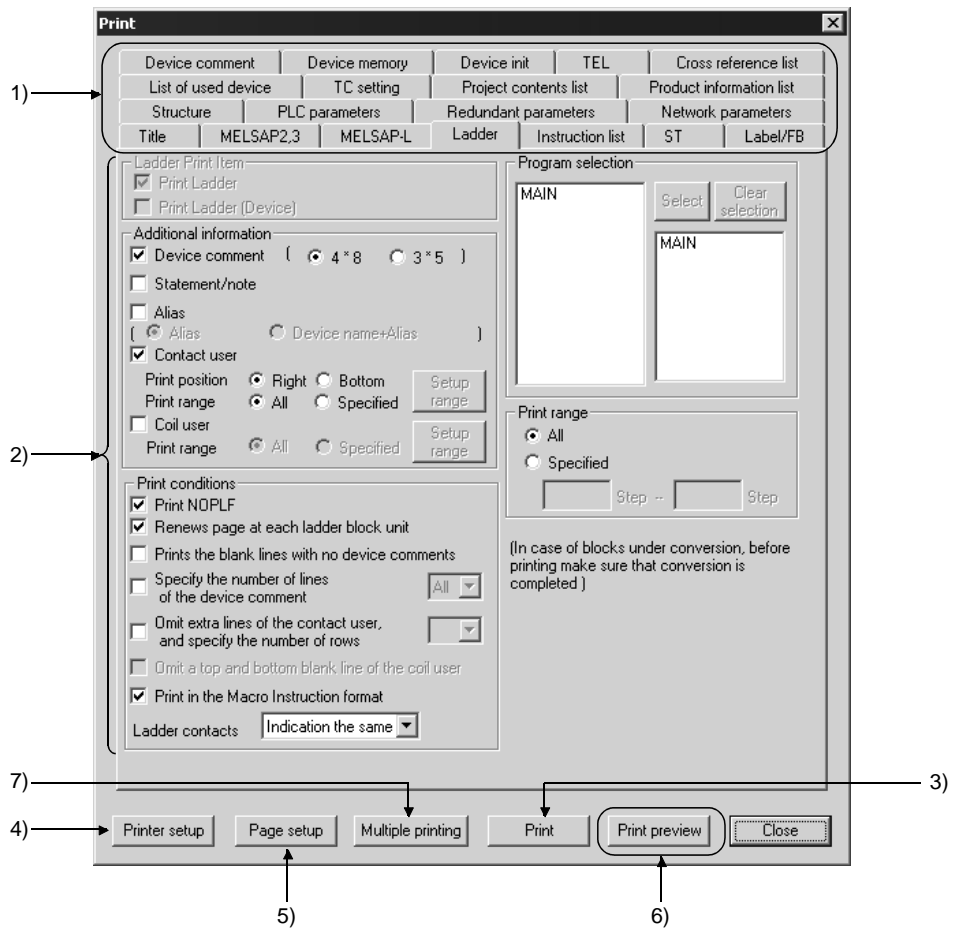 Print
Device comment Device memory Device init TEL Cross reference list
1)
List of used device TC setting Project contents list Product information list
Structure PLC parameters Redundant parameters Network parameters
Title MELSAP2,3 MELSAP-L Ladder Instruction list ST Label/FB
2)
Ladder Print Item
Print Ladder
Print Ladder (Device)
Additional information
Device comment ( 4 * 8 3 * 5 )
Statement/note
Alias
( Alias Device name+Alias )
Contact user
Print position Right Bottom
Print range All Specified
Setup
range
Coil user
Print range All Specified
Setup
range
Print conditions
Print NOPLF
Renews page at each ladder block unit
Prints the blank lines with no device comments
Specify the number of lines
of the device comment
All
Omit extra lines of the contact user,
and specify the number of rows
Omit a top and bottom blank line of the coil user
Print in the Macro Instruction format
Ladder contacts Indication the same
Program selection
MAIN
Select
Clear
selection
MAIN
Print range
All
Specified
Step -- Step
(In case of blocks under conversion, before
printing make sure that conversion is
completed )
7)
3)
4)
Printer setup Page setup Multiple printing Print Print preview Close
5)
6)